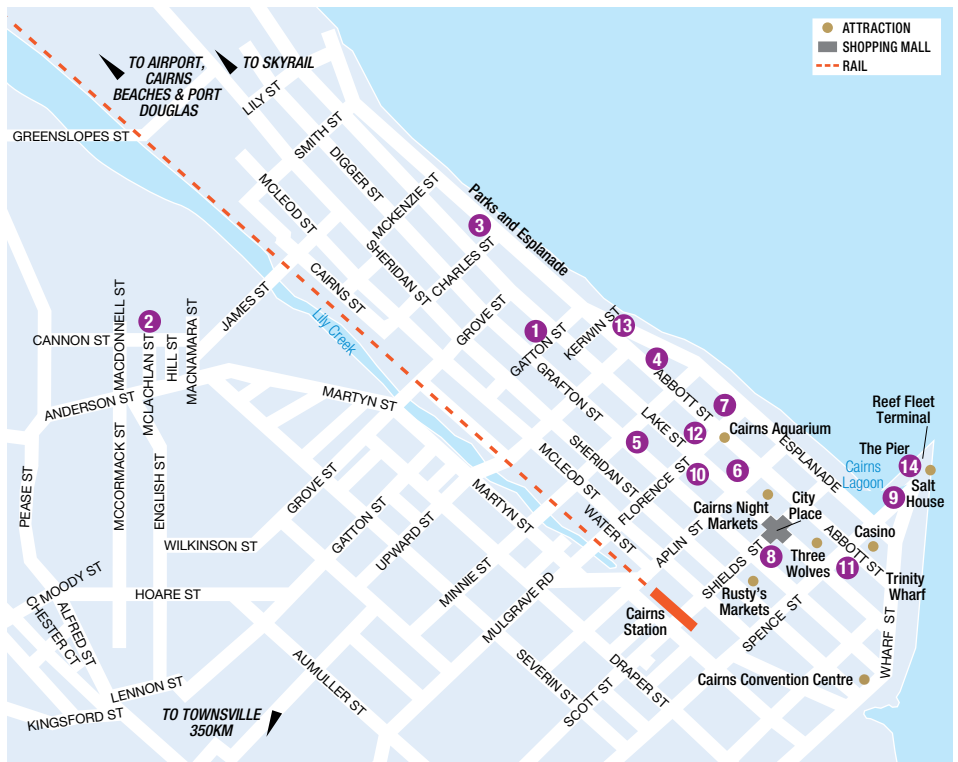 ATTRACTION
SHOPPING MALL
RAIL
TO AIRPORT,
CAIRNS
BEACHES & PORT
DOUGLAS
TO SKYRAIL
LILY ST
GREENSLOPES ST
SMITH ST
DIGGER ST
MCKENZIE ST
MCLEOD ST
SHERIDAN ST
CHARLES ST
Parks and Esplanade
3
CAIRNS ST
Lily Creek
JAMES ST
GROVE ST
1
GATTON ST
KERWIN ST
13
4
ABBOTT ST
7
2
CANNON ST
MACDONNELL ST
MCLACHLAN ST
HILL ST
MACNAMARA ST
ANDERSON ST
MARTYN ST
GRAFTON ST
LAKE ST
12
Cairns Aquarium
5
ESPLANADE
Reef Fleet
Terminal
The Pier
14
Cairns
Lagoon
9
Salt
House
SHERIDAN ST
MCLEOD ST
FLORENCE ST
10
6
WATER ST
Cairns Night
Markets
City
Place
APLIN ST
SHIELDS ST
8
Three
Wolves
ABBOTT ST
11
Casino
Trinity
Wharf
Rusty's
Markets
SPENCE ST
WHARF ST
Cairns
Station
Cairns Convention Centre
PEASE ST
MCCORMACK ST
ENGLISH ST
GROVE ST
GATTON ST
UPWARD ST
MARTYN ST
MINNIE ST
MULGRAVE RD
WILKINSON ST
MOODY ST
HOARE ST
CHESTER CT
ALFRED ST
LENNON ST
KINGSFORD ST
AUMULLER ST
SEVERIN ST
SCOTT ST
DRAPER ST
TO TOWNSVILLE
350KM